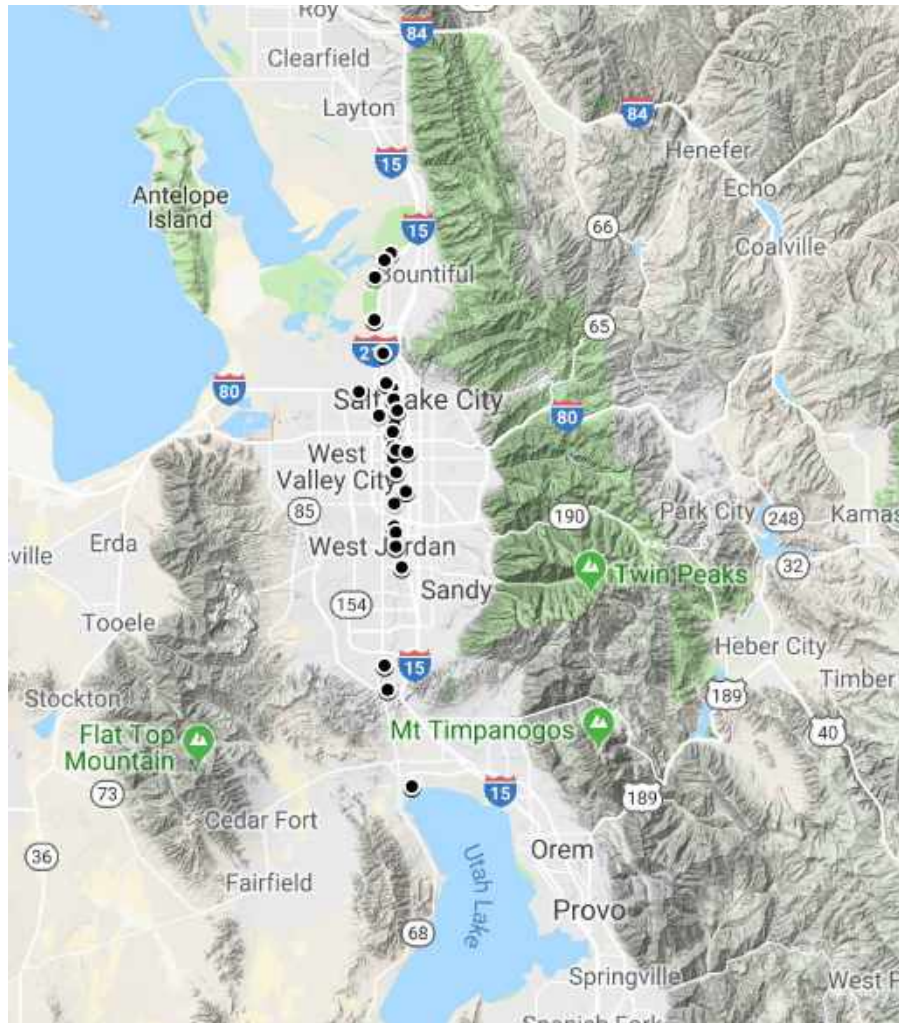 Roy
84
Clearfield
Layton
84
15
Henefer
Echo
Antelope
Island
15
66
Coalville
Bountiful
65
80
Salt Lake City
80
West
Valley City
85
190
Park City
248
Kamas
Erda
West Jordan
32
Twin Peaks
Sandy
154
Tooele
Heber City
15
Timber
Stockton
189
Flat Top
Mountain
Mt Timpanogos
40
73
15
189
Cedar Fort
36
Utah Lake
Orem
Fairfield
Provo
68
Springville
West F
Spanish Fork